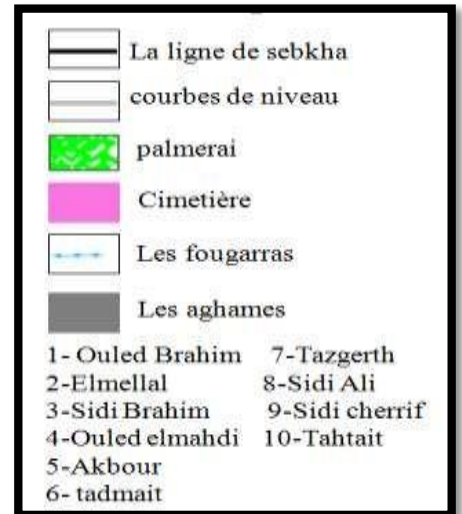 La ligne de sebkha
courbes de niveau
palmerai
Cimetière
Les fougarras
Les aghames
1- Ouled Brahim 7-Tazgerth
2-Elmellal 8-Sidi Ali
3-Sidi Brahim 9-Sidi cherrif
4-Ouled elmahdi 10-Tahtait
5-Akbour
6- tadmait